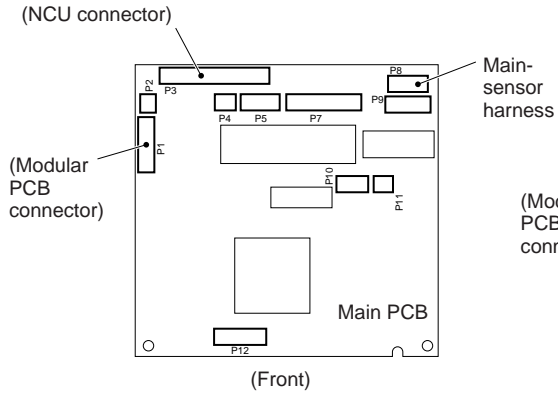 (NCU connector)
P8
Main-
sensor
harness
P2
P3
P9
P4
P5
P7
P1
(Modular
PCB
connector)
P10
P11
(Mod
PCB
conn
Main PCB
P12
(Front)